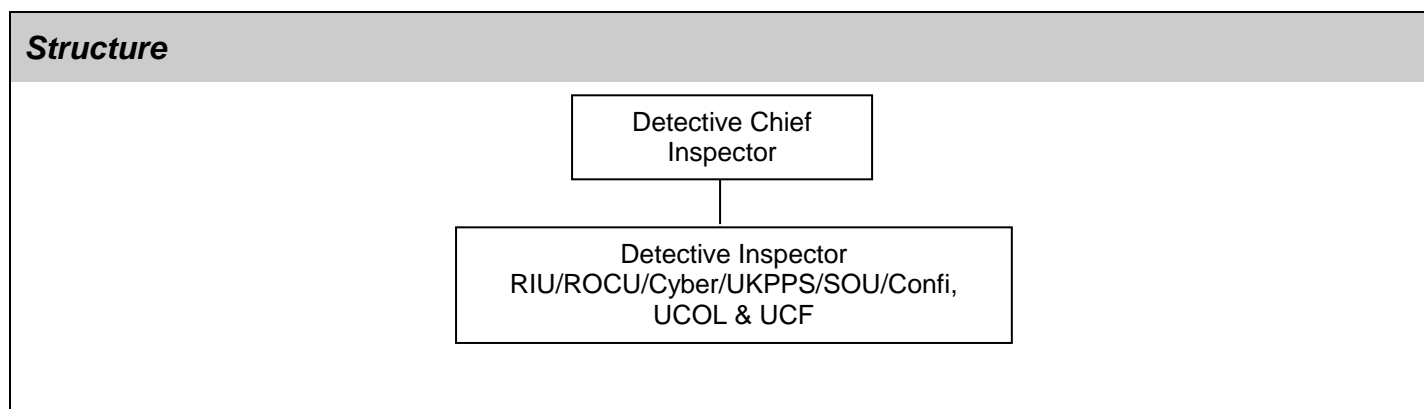 Structure
Detective Chief
Inspector
Detective Inspector
RIU/ROCU/Cyber/UKPPS/SOU/Confi,
UCOL & UCF